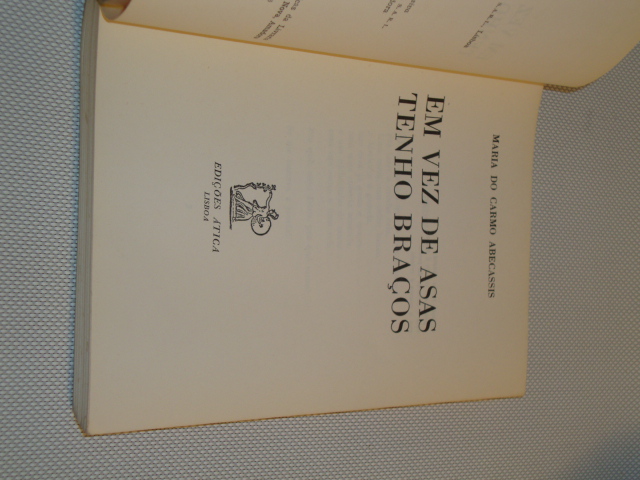 MARIA DO CARMO ABECASSIS
EM VEZ DE ASAS
TENHO BRAÇOS
EDIÇÕES ÁTICA
LISBOA